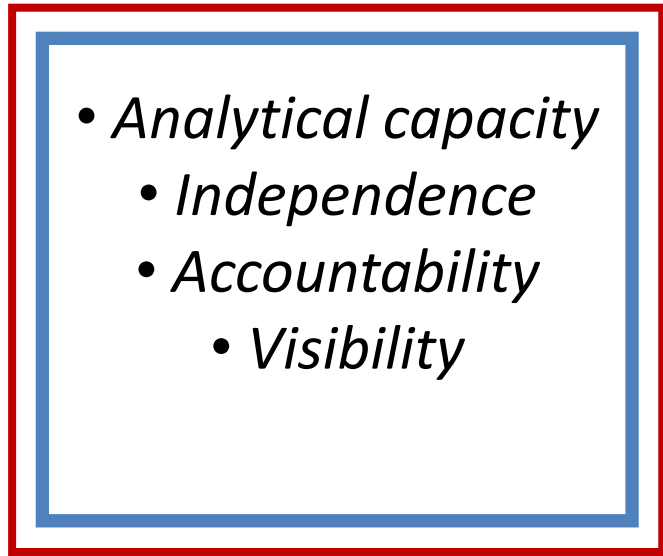 • Analytical capacity
• Independence
• Accountability
• Visibility